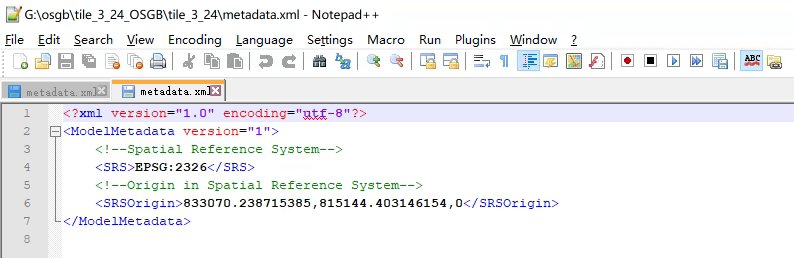 G:\osgb\tile_3_24_OSGB\tile_3_24\metadata.xml - Notepad++
File Edit Search View Encoding Language Settings Macro Run Plugins Window ?
ABC
metadata.xml metadata.xml
1 <?xml version="1.0" encoding="utf-8"?>
2 <ModelMetadata version="1">
3 <!--Spatial Reference System-->
4 <SRS>EPSG:2326</SRS>
5 <!--Origin in Spatial Reference System-->
6 <SRSOrigin>833070.238715385,815144.403146154,0</SRSOrigin>
7 </ModelMetadata>
8